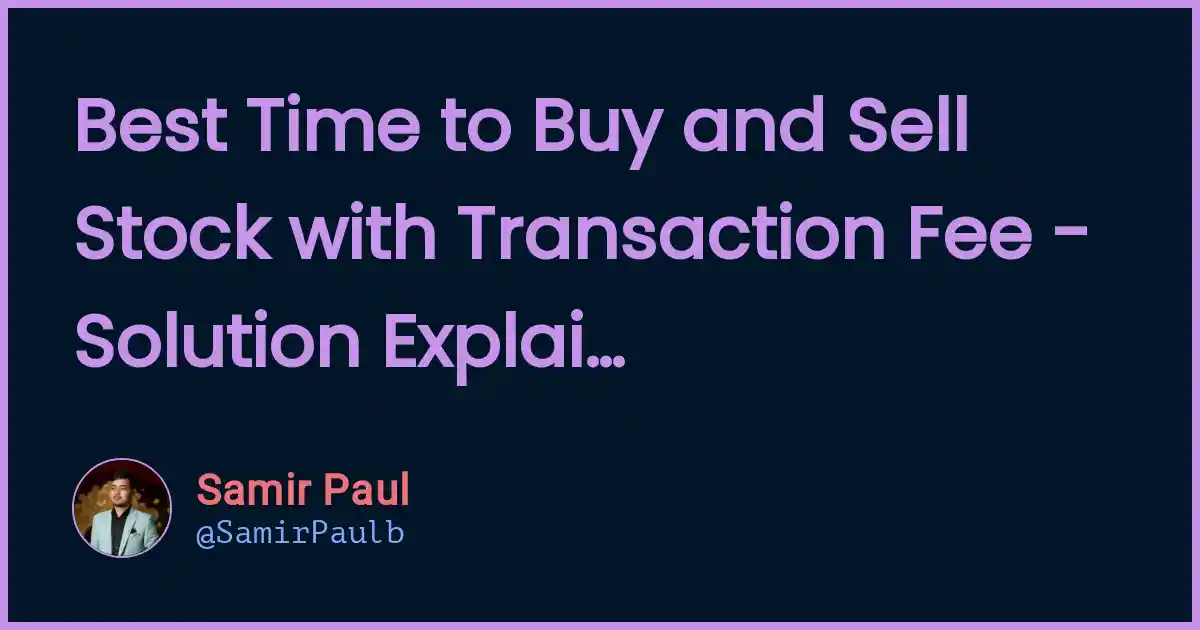 Best Time to Buy and Sell
Stock with Transaction Fee -
Solution Explai...
Samir Paul
@SamirPaulb